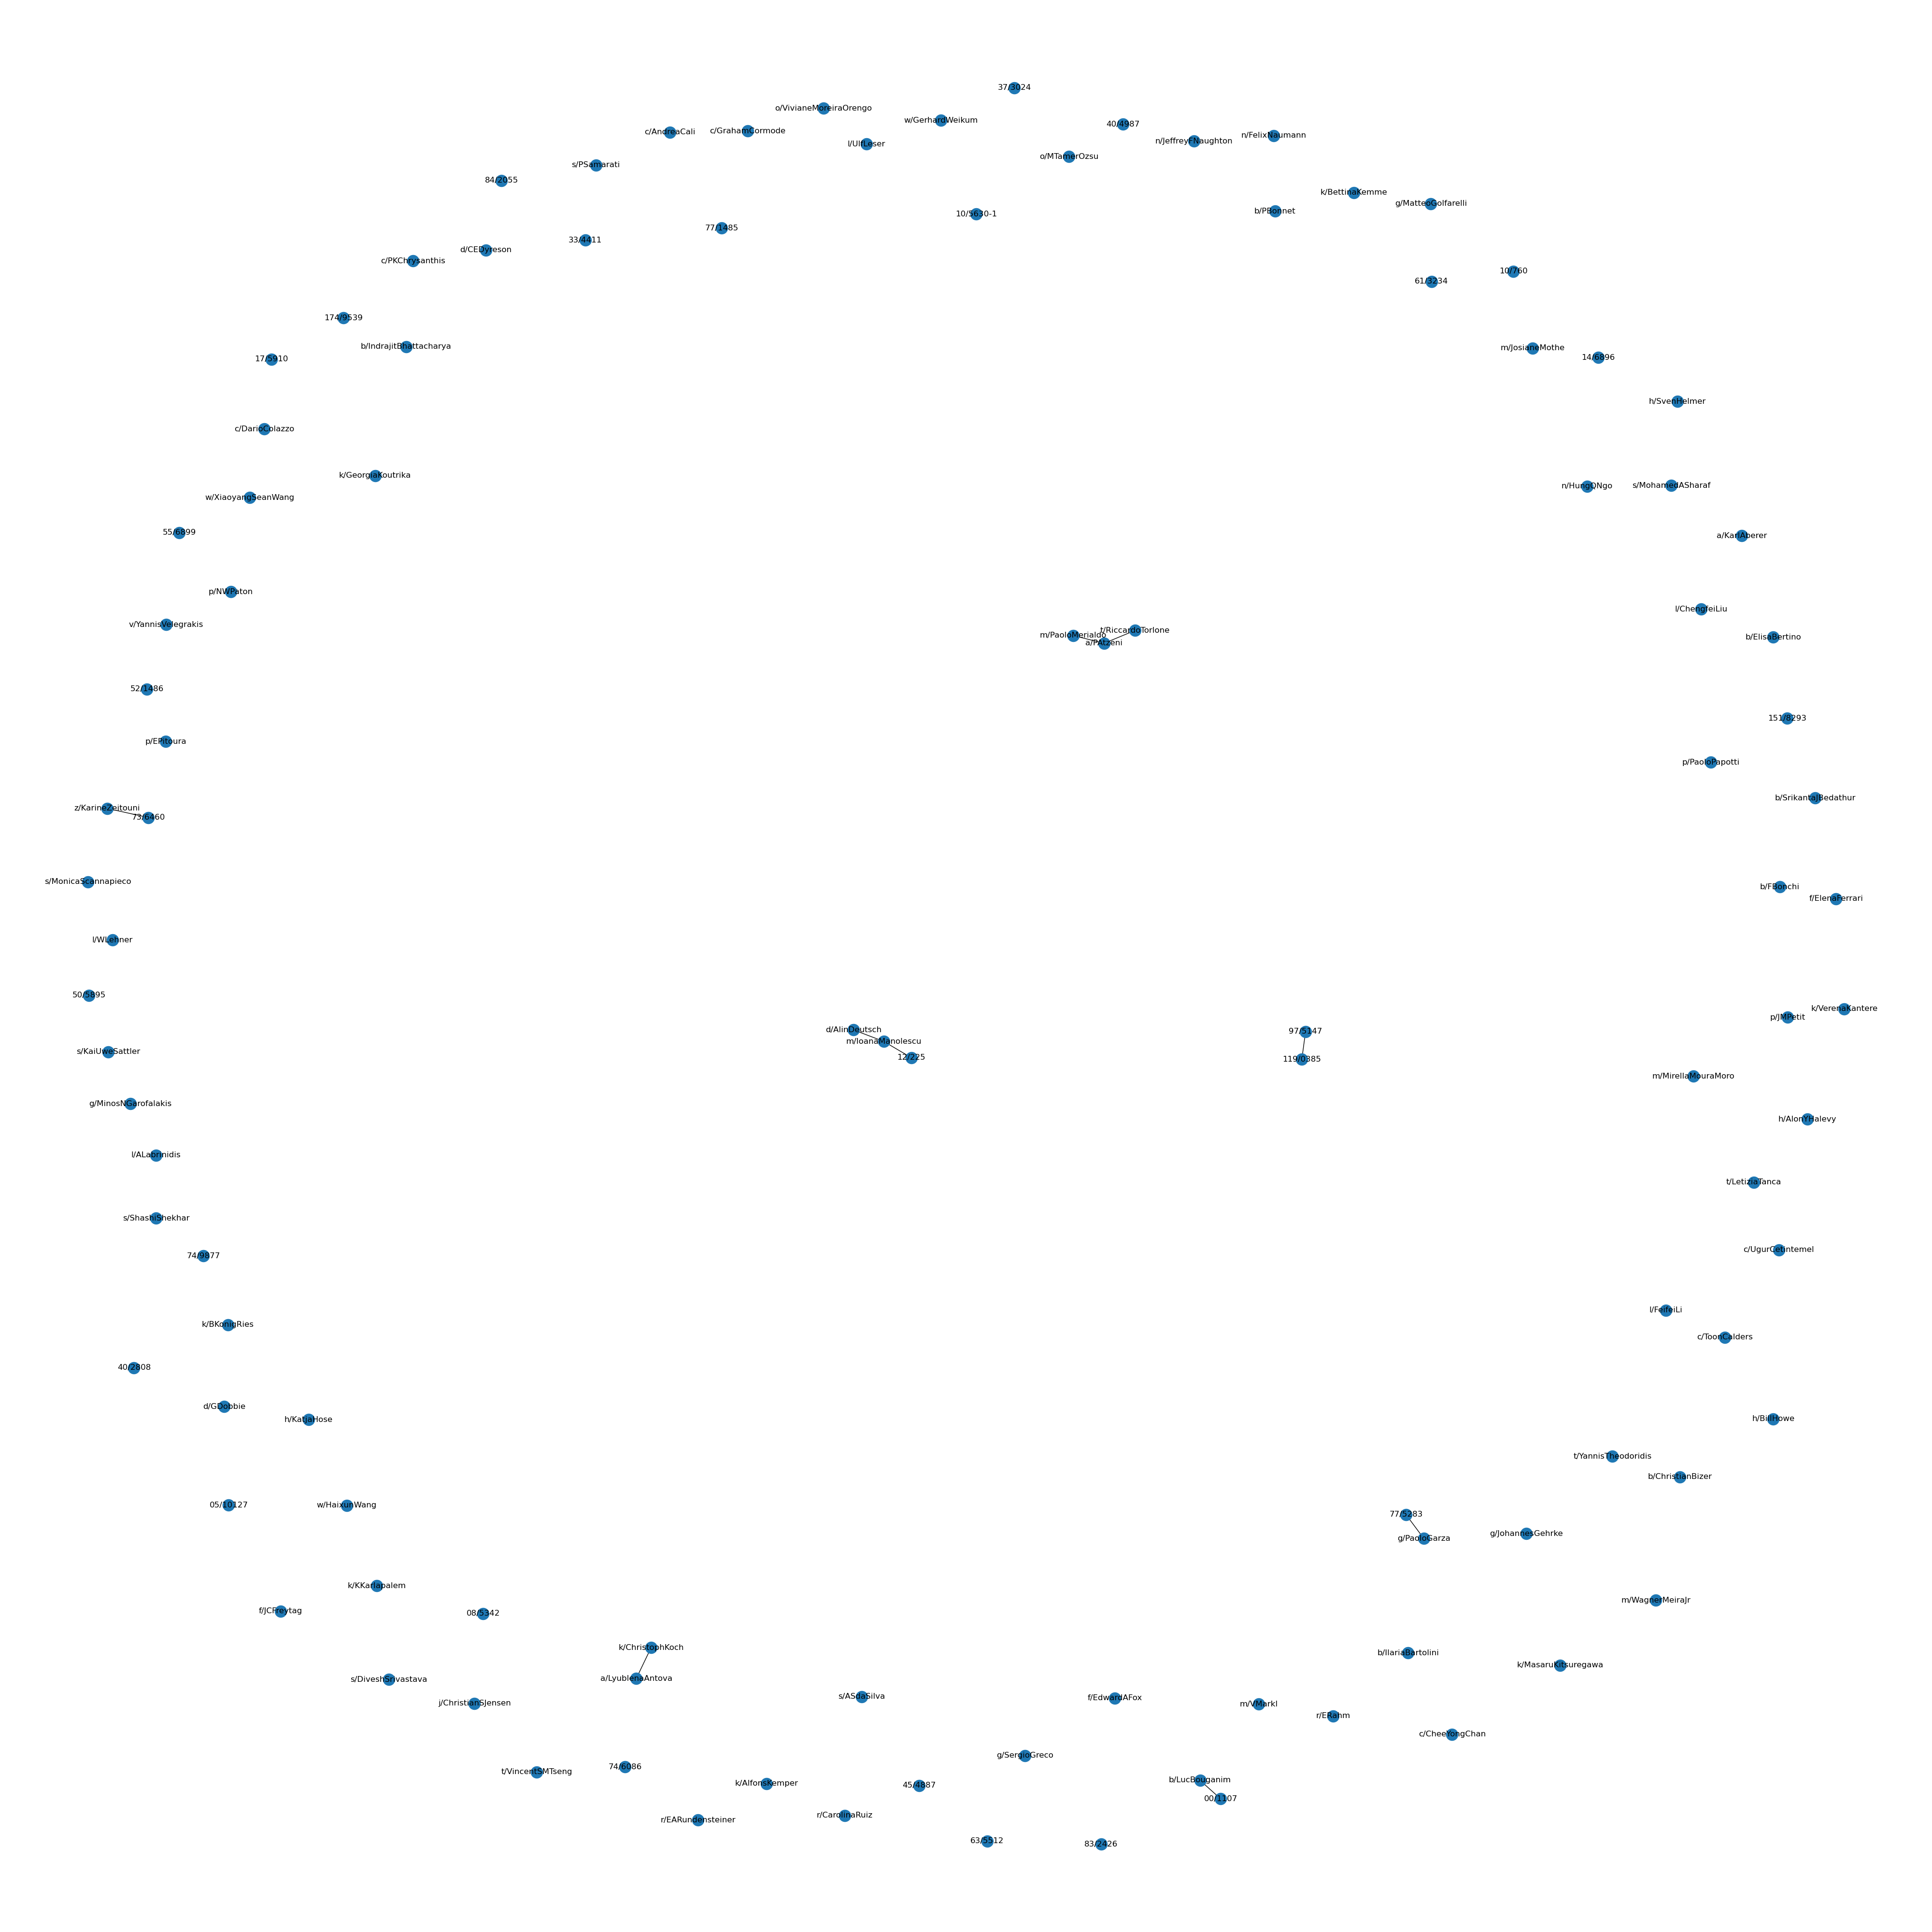 37/3024
o/VivianeMoreiraOrengo
w/GerhardWeikum
40/4987
c/AndreaCali
c/GrahamCormode
n/FelixNaumann
l/UlfLeser
n/JeffreyFNaughton
o/MTamerOzsu
s/PSamarati
84/2055
k/BettinaKemme
g/MatteoGolfarelli
b/PBonnet
10/5630-1
77/1485
33/4411
d/CEDyreson
c/PKChrysanthis
10/760
61/3234
174/9539
b/IndrajitBhattacharya
m/JosianeMothe
14/6896
17/5910
h/SvenHelmer
c/DarioColazzo
k/GeorgiaKoutrika
n/HungQNgo
s/MohamedASharaf
w/XiaoyangSeanWang
55/6899
a/KarlAberer
p/NWPaton
l/ChengfeiLiu
v/YannisVelegrakis
t/RiccardoTorlone
m/PaoloMerialdo
a/PAtzeni
b/ElisaBertino
52/1486
151/8293
p/EPitoura
p/PaoloPapotti
b/SrikantaJBedathur
z/KarineZeitouni
73/6460
s/MonicaScannapieco
b/FBonchi
f/ElenaFerrari
l/WLehner
50/5895
k/VerenaKantere
p/JMPetit
d/AlinDeutsch
97/5147
m/IoanaManolescu
s/KaiUweSattler
12/225
119/0385
m/MirellaMouraMoro
g/MinosNGarofalakis
h/AlonYHalevy
l/ALabrinidis
t/LetiziaTanca
s/ShashiShekhar
c/UgurCetintemel
74/9877
l/FeifeiLi
k/BKonigRies
c/ToonCalders
40/2808
d/GDobbie
h/KatjaHose
h/BillHowe
t/YannisTheodoridis
b/ChristianBizer
05/10127
w/HaixunWang
77/5283
g/PaoloGarza
g/JohannesGehrke
k/KKarlapalem
m/WagnerMeiraJr
f/JCFreytag
08/5342
k/ChristophKoch
b/IlariaBartolini
k/MasaruKitsuregawa
s/DiveshSrivastava
a/LyublenaAntova
s/ASdaSilva
f/EdwardAFox
j/ChristianSJensen
m/VMarkl
r/ERahm
c/CheeYongChan
g/SergioGreco
74/6086
t/VincentSMTseng
b/LucBouganim
k/AlfonsKemper
45/4887
00/1107
r/CarolinaRuiz
r/EARundensteiner
63/5512
83/2426